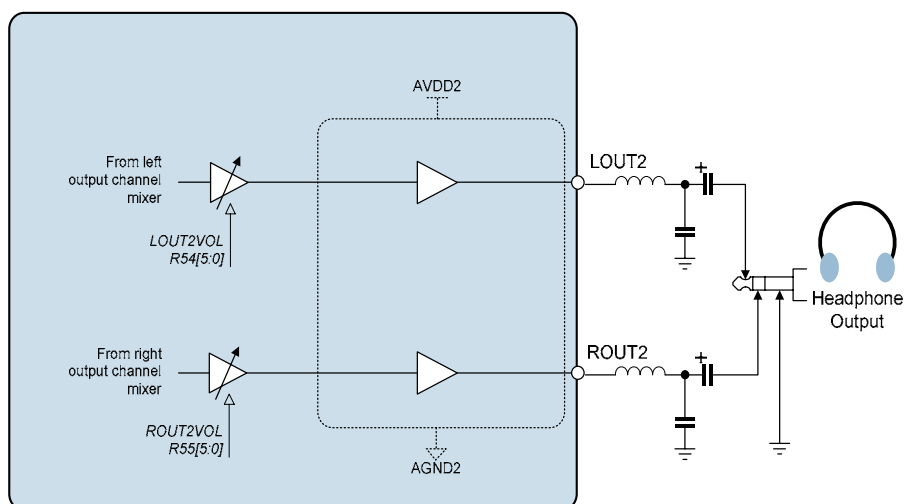 AVDD2
LOUT2
+
From left
output channel
mixer
LOUT2VOL
R54[5:0]
Headphone
Output
From right
output channel
mixer
ROUT2
+
ROUT2VOL
R55[5:0]
AGND2